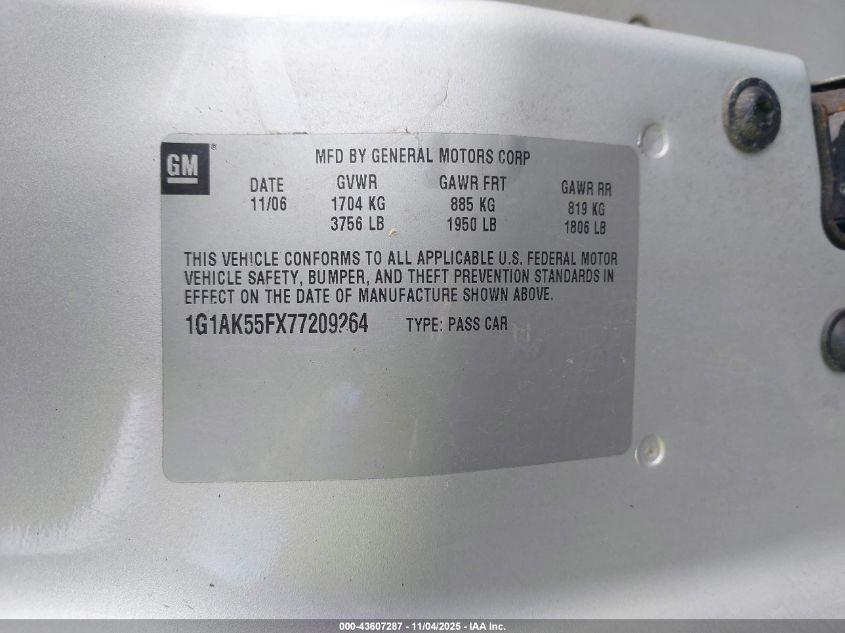 GM
MFD BY GENERAL MOTORS CORP
DATE GVWR GAWR FRT GAWR RR
11/06 1704 KG 885 KG 819 KG
3756 LB 1950 LB 1806 LB
THIS VEHICLE CONFORMS TO ALL APPLICABLE U.S. FEDERAL MOTOR
VEHICLE SAFETY, BUMPER, AND THEFT PREVENTION STANDARDS IN
EFFECT ON THE DATE OF MANUFACTURE SHOWN ABOVE.
1G1AK55FX77209264 TYPE: PASS CAR
000-43607287 - 11/04/2025 - IAA Inc.